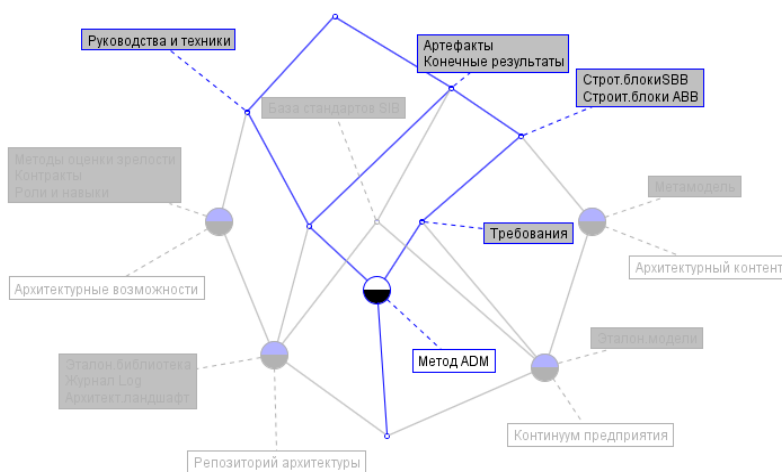 Руководства и техники
Артефакты
Конечные результаты
Строт.блокиSBB
Строит.блоки ABB
База стандартов SIB
Методы оценки зрелости
Контракты
Роли и навыки
Метамодель
Требования
Архитектурный контент
Архитектурные возможности
Эталон.модели
Метод ADM
Эталон.библиотека
Журнал Log
Архитект.ландшафт
Континуум предприятия
Репозиторий архитектуры